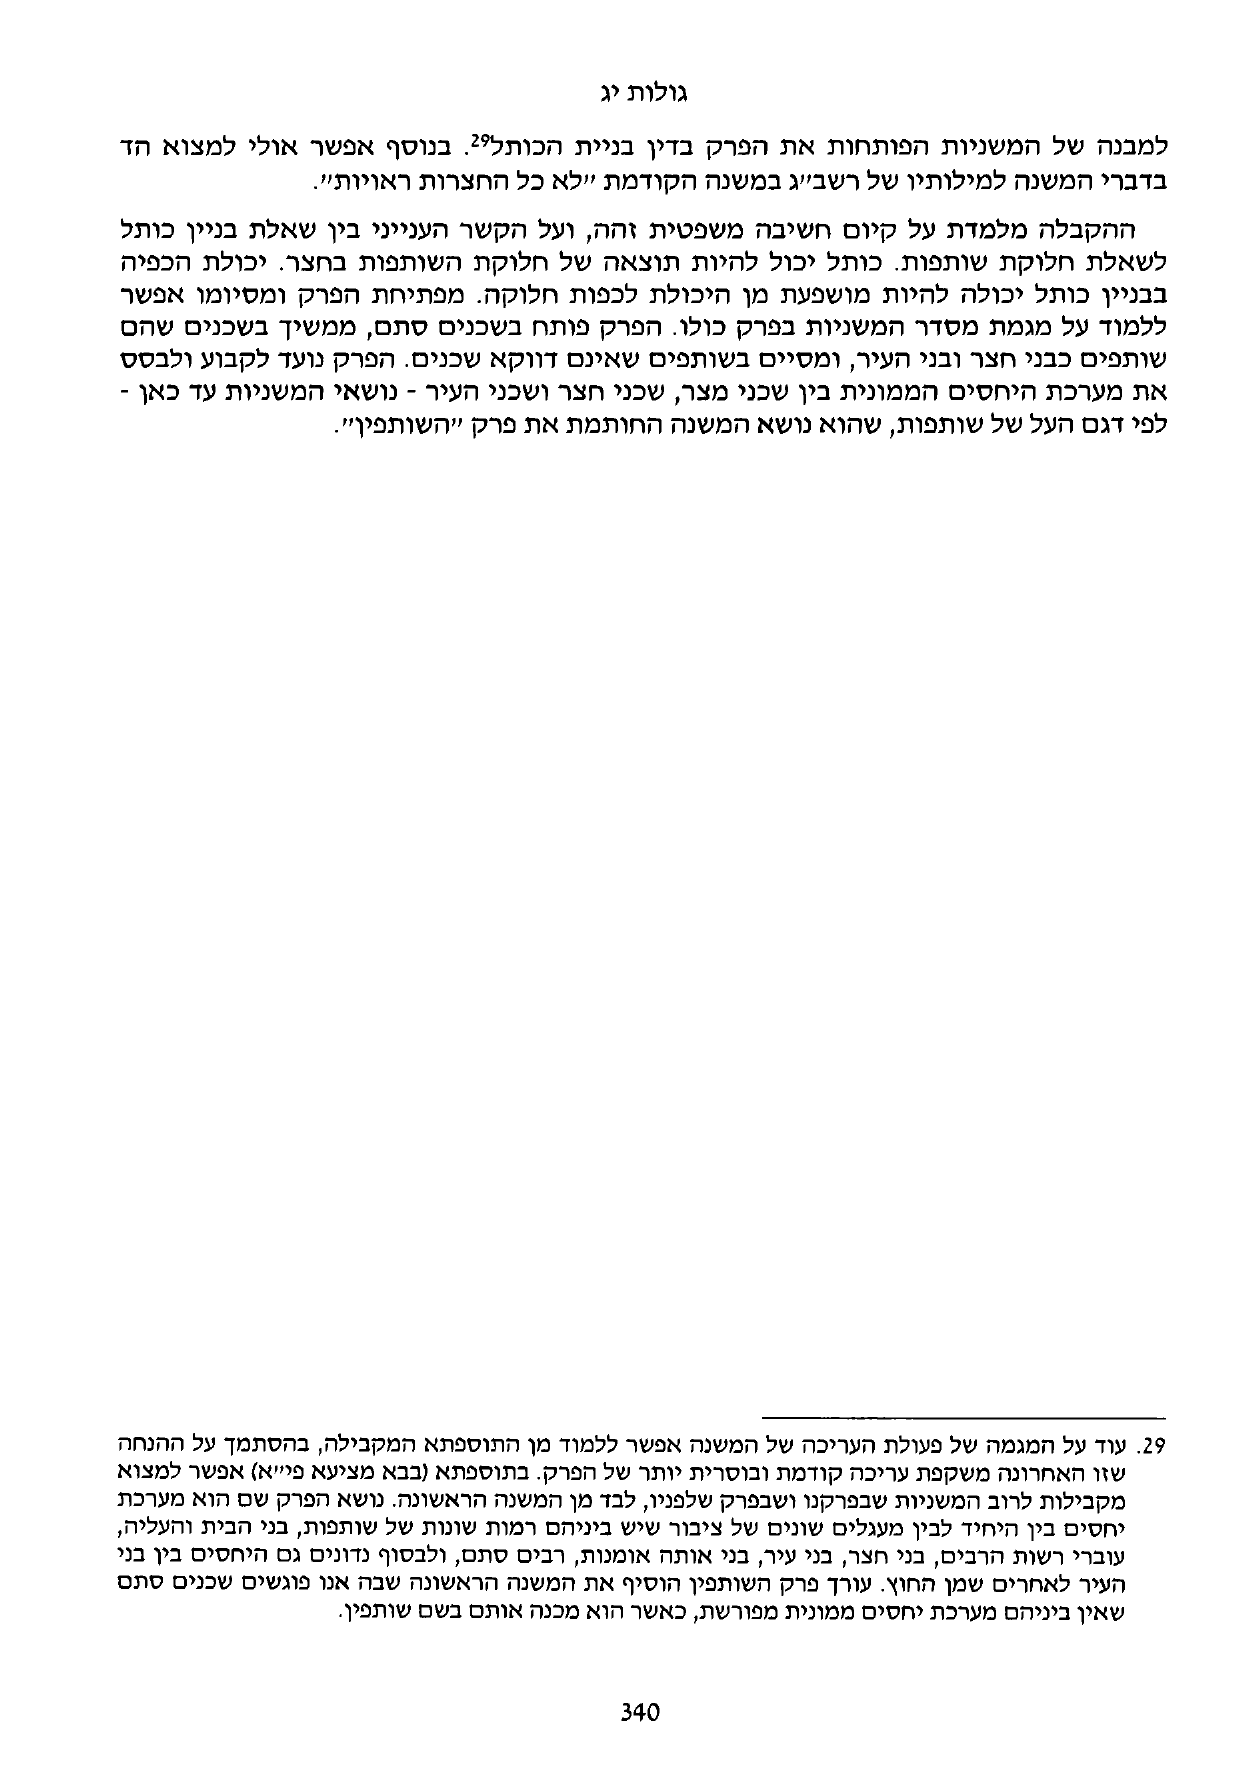 גולות יג
למבנה של המשניות הפותחות את הפרק בדין בניית הכותל29. בנוסף אפשר אולי למצוא הד
בדברי המשנה למילותיו של רשב״ג במשנה הקודמת ״לא כל החצרות ראויות״.
ההקבלה מלמדת על קיום חשיבה משפטית זהה, ועל הקשר הענייני בין שאלת בניין כותל
לשאלת חלוקת שותפות. כותל יכול להיות תוצאה של חלוקת השותפות בחצר. יכולת הכפיה
בבניין כותל יכולה להיות מושפעת מן היכולת לכפות חלוקה. מפתיחת הפרק ומסיומו אפשר
ללמוד על מגמת מסדר המשניות בפרק כולו. הפרק פותח בשכנים סתם, ממשיך בשכנים שהם
שותפים כבני חצר ובני העיר, ומסיים בשותפים שאינם דווקא שכנים. הפרק נועד לקבוע ולבסס
את מערכת היחסים הממונית בין שכני מצר, שכני חצר ושכני העיר - נושאי המשניות עד כאן -
לפי דגם העל של שותפות, שהוא נושא המשנה החותמת את פרק ״השותפין״.
29. עוד על המגמה של פעולת העריכה של המשנה אפשר ללמוד מן התוספתא המקבילה, בהסתמך על ההנחה
שזו האחרונה משקפת עריכה קודמת ובוסרית יותר של הפרק. בתוספתא (בבא מציעא פי״א) אפשר למצוא
מקבילות לרוב המשניות שבפרקנו ושבפרק שלפניו, לבד מן המשנה הראשונה. נושא הפרק שם הוא מערכת
יחסים בין היחיד לבין מעגלים שונים של ציבור שיש ביניהם רמות שונות של שותפות, בני הבית והעליה,
עוברי רשות הרבים, בני חצר, בני עיר, בני אותה אומנות, רבים סתם, ולבסוף נדונים גם היחסים בין בני
העיר לאחרים שמן החוץ. עורך פרק השותפין הוסיף את המשנה הראשונה שבה אנו פוגשים שכנים סתם
שאין ביניהם מערכת יחסים ממונית מפורשת, כאשר הוא מכנה אותם בשם שותפין.
340